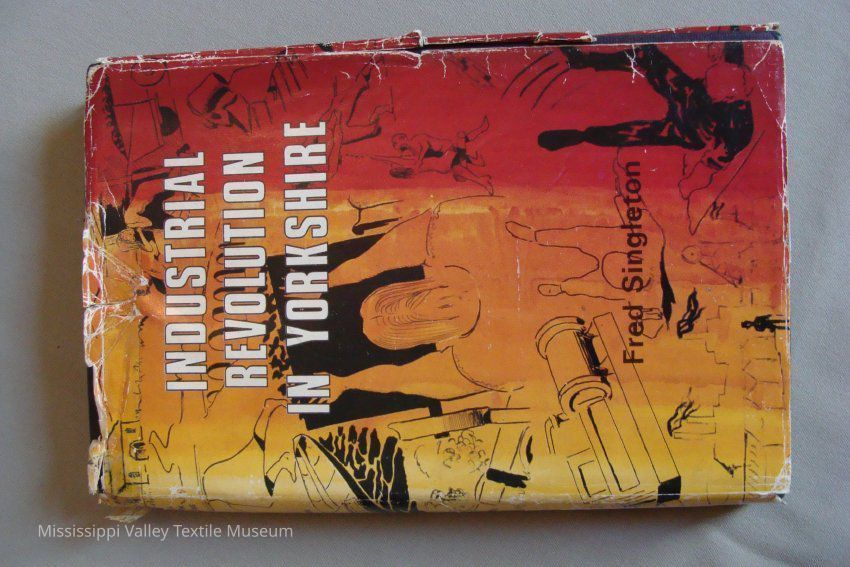 INDUSTRIAL
REVOLUTION
IN YORKSHIRE
Fred Singleton
Mississippi Valley Textile Museum